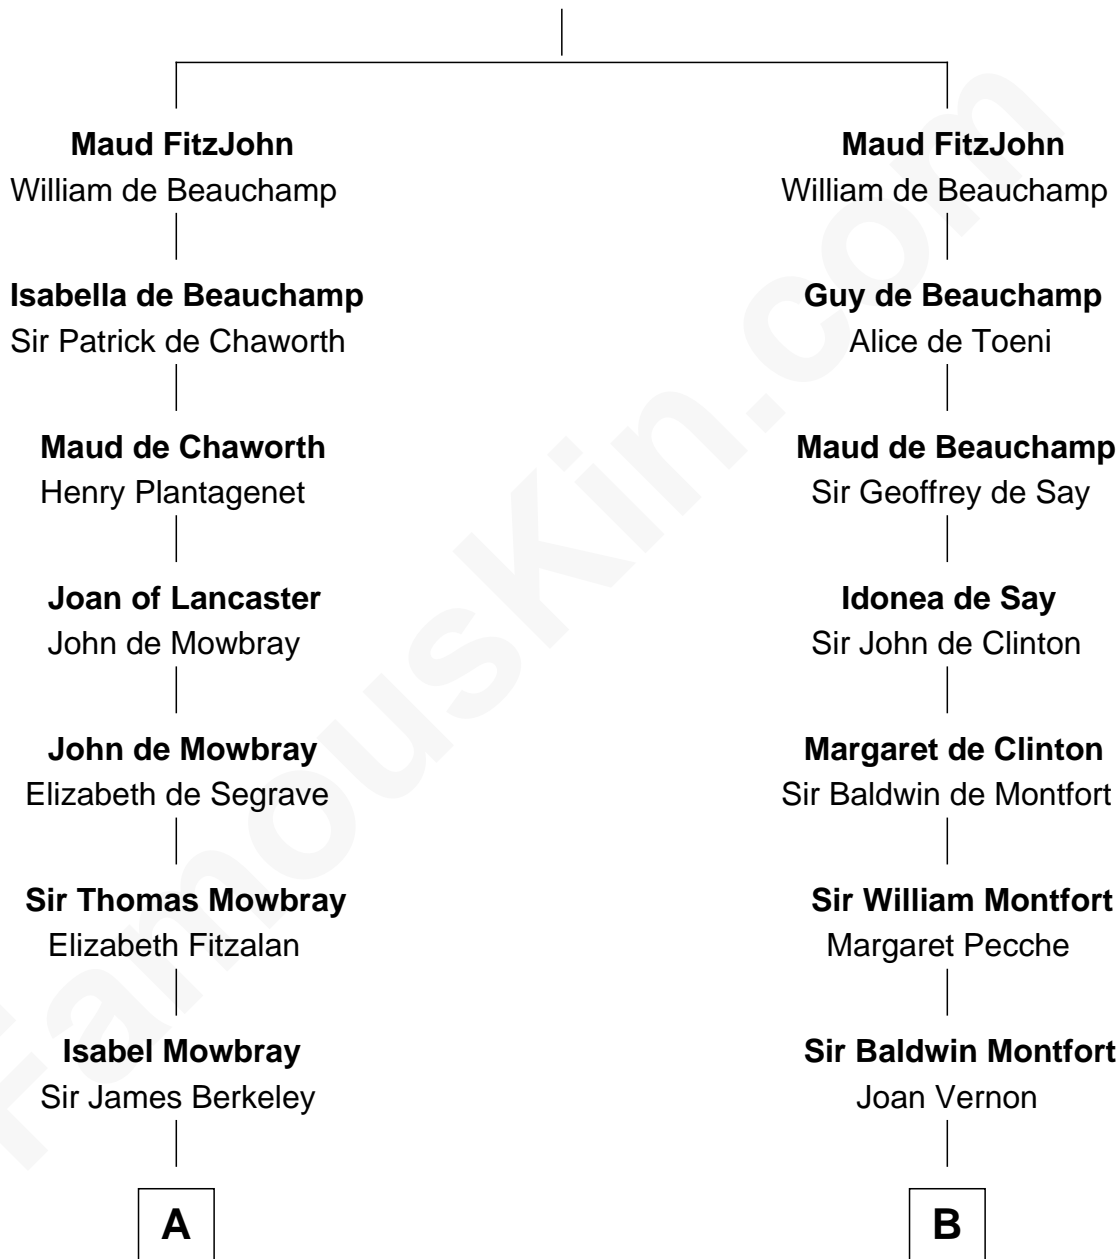 Maud FitzJohn
William de Beauchamp
Isabella de Beauchamp
Sir Patrick de Chaworth
Maud de Chaworth
Henry Plantagenet
Joan of Lancaster
John de Mowbray
John de Mowbray
Elizabeth de Segrave
Sir Thomas Mowbray
Elizabeth Fitzalan
Isabel Mowbray
Sir James Berkeley
A
Maud FitzJohn
William de Beauchamp
Guy de Beauchamp
Alice de Toeni
Maud de Beauchamp
Sir Geoffrey de Say
Idonea de Say
Sir John de Clinton
Margaret de Clinton
Sir Baldwin de Montfort
Sir William Montfort
Margaret Pecche
Sir Baldwin Montfort
Joan Vernon
B
FamousKin.com